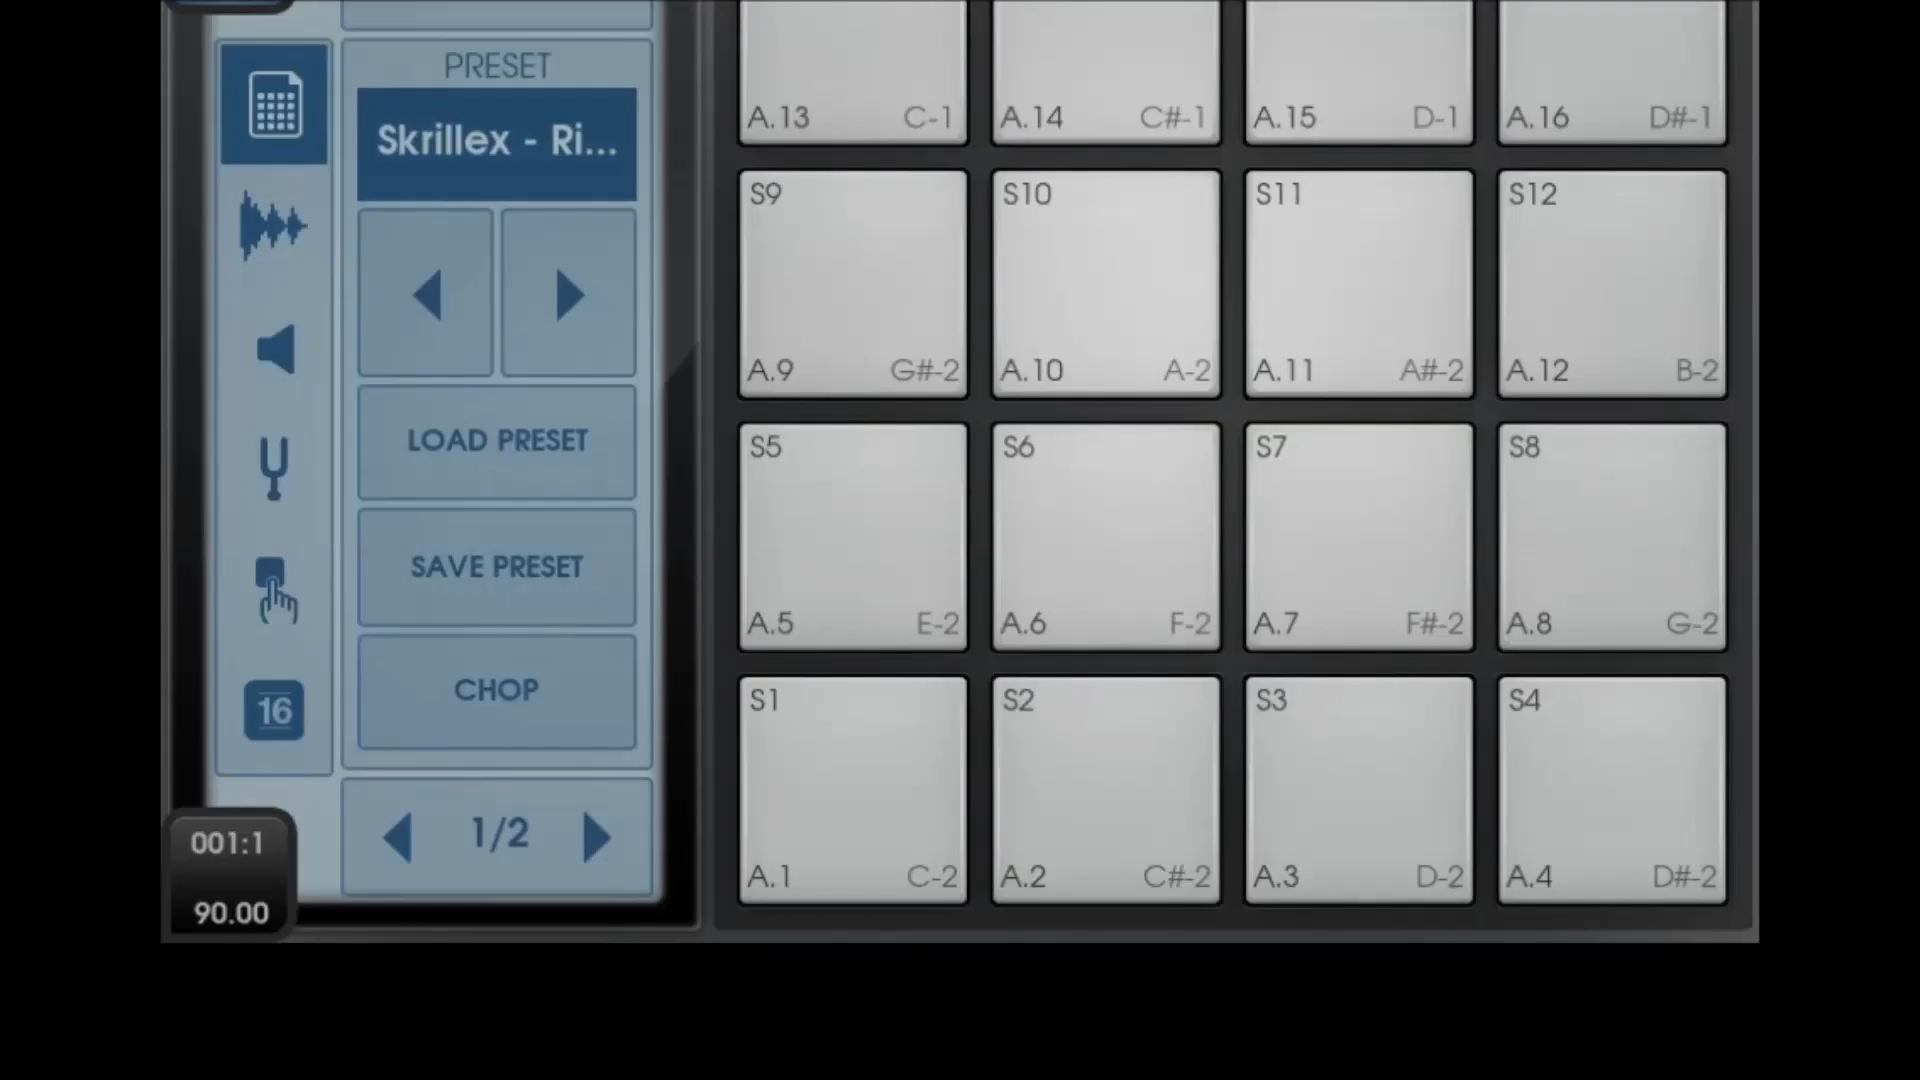 PRESET
Skrillex - Ri...
LOAD PRESET
SAVE PRESET
CHOP
16
1/2
001:1
90.00
A.13 C-1
A.14 C#-1
A.15 D-1
A.16 D#-1
S9
A.9 G#-2
S10
A.10 A-2
S11
A.11 A#-2
S12
A.12 B-2
S5
A.5 E-2
S6
A.6 F-2
S7
A.7 F#-2
S8
A.8 G-2
S1
A.1 C-2
S2
A.2 C#-2
S3
A.3 D-2
S4
A.4 D#-2